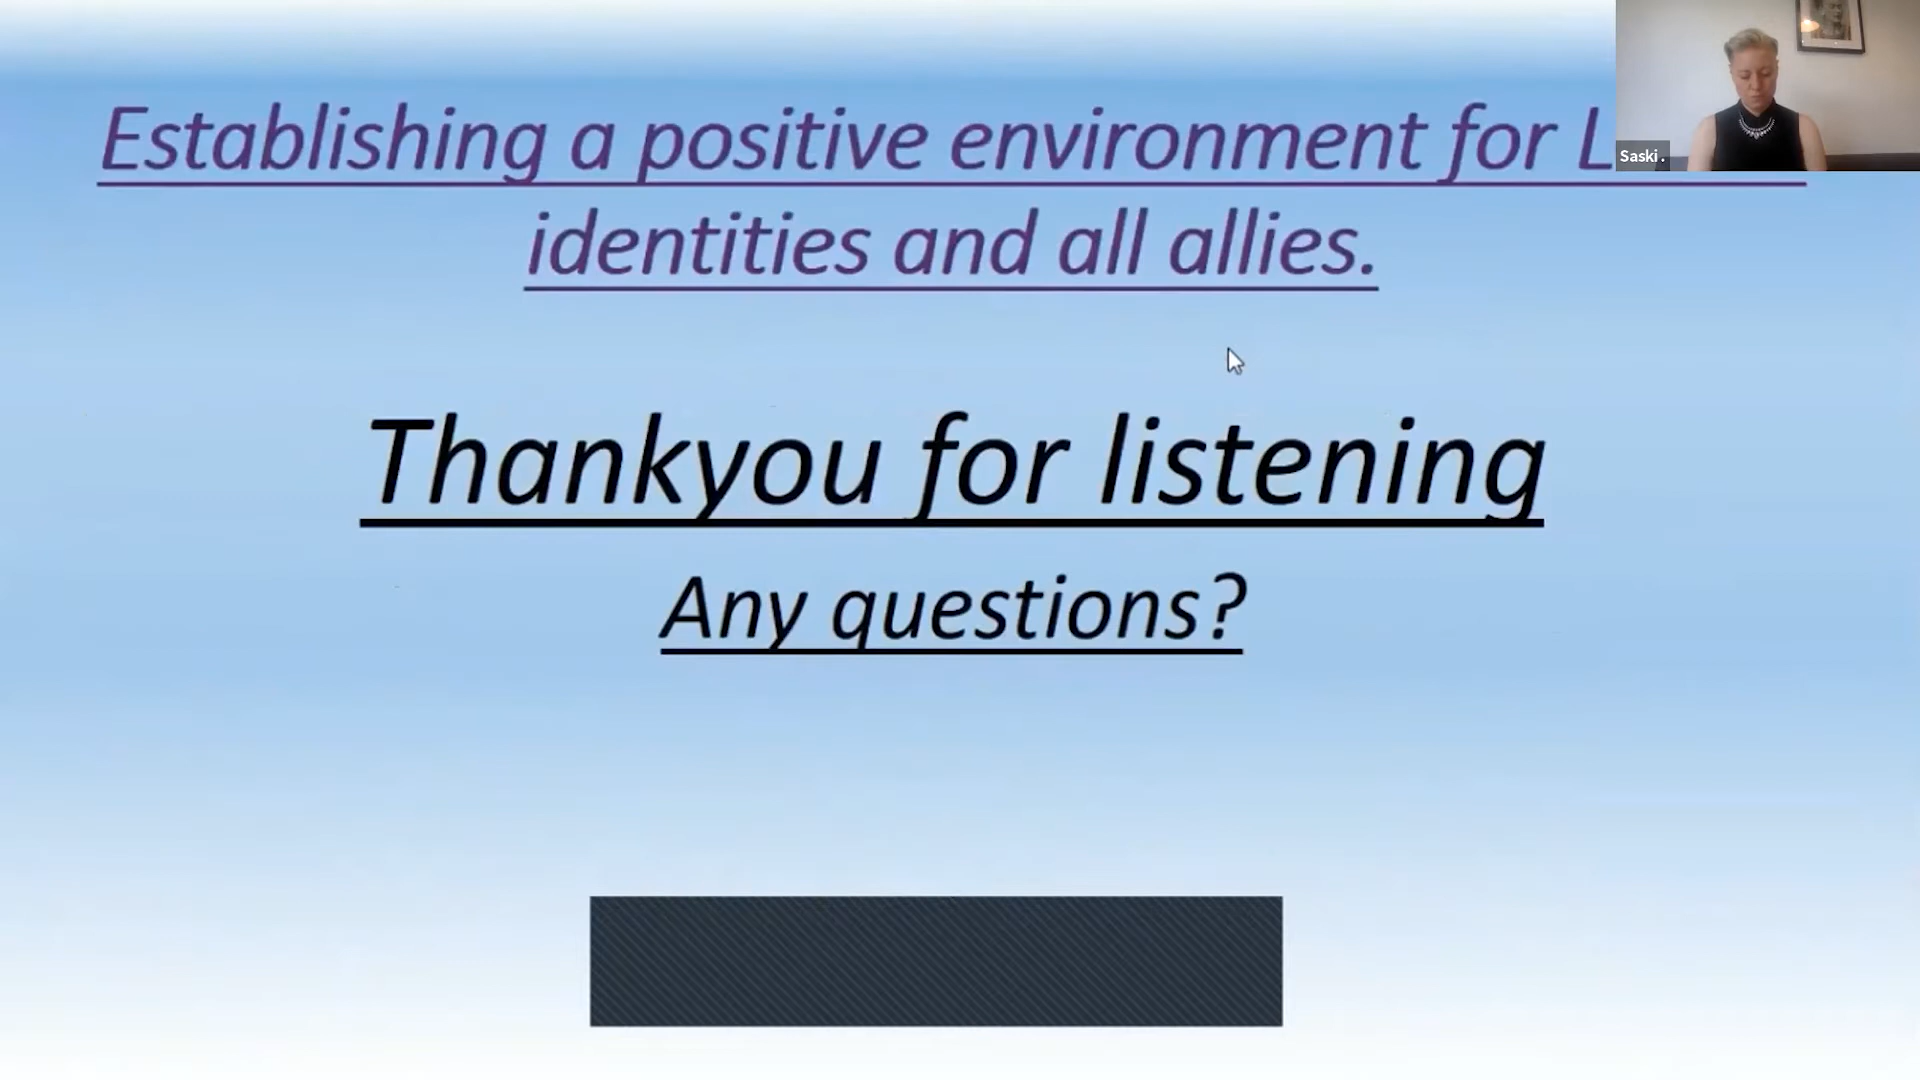 Establishing a positive environment for L
identities and all allies.
Thankyou for listening
Any questions?
Saski .